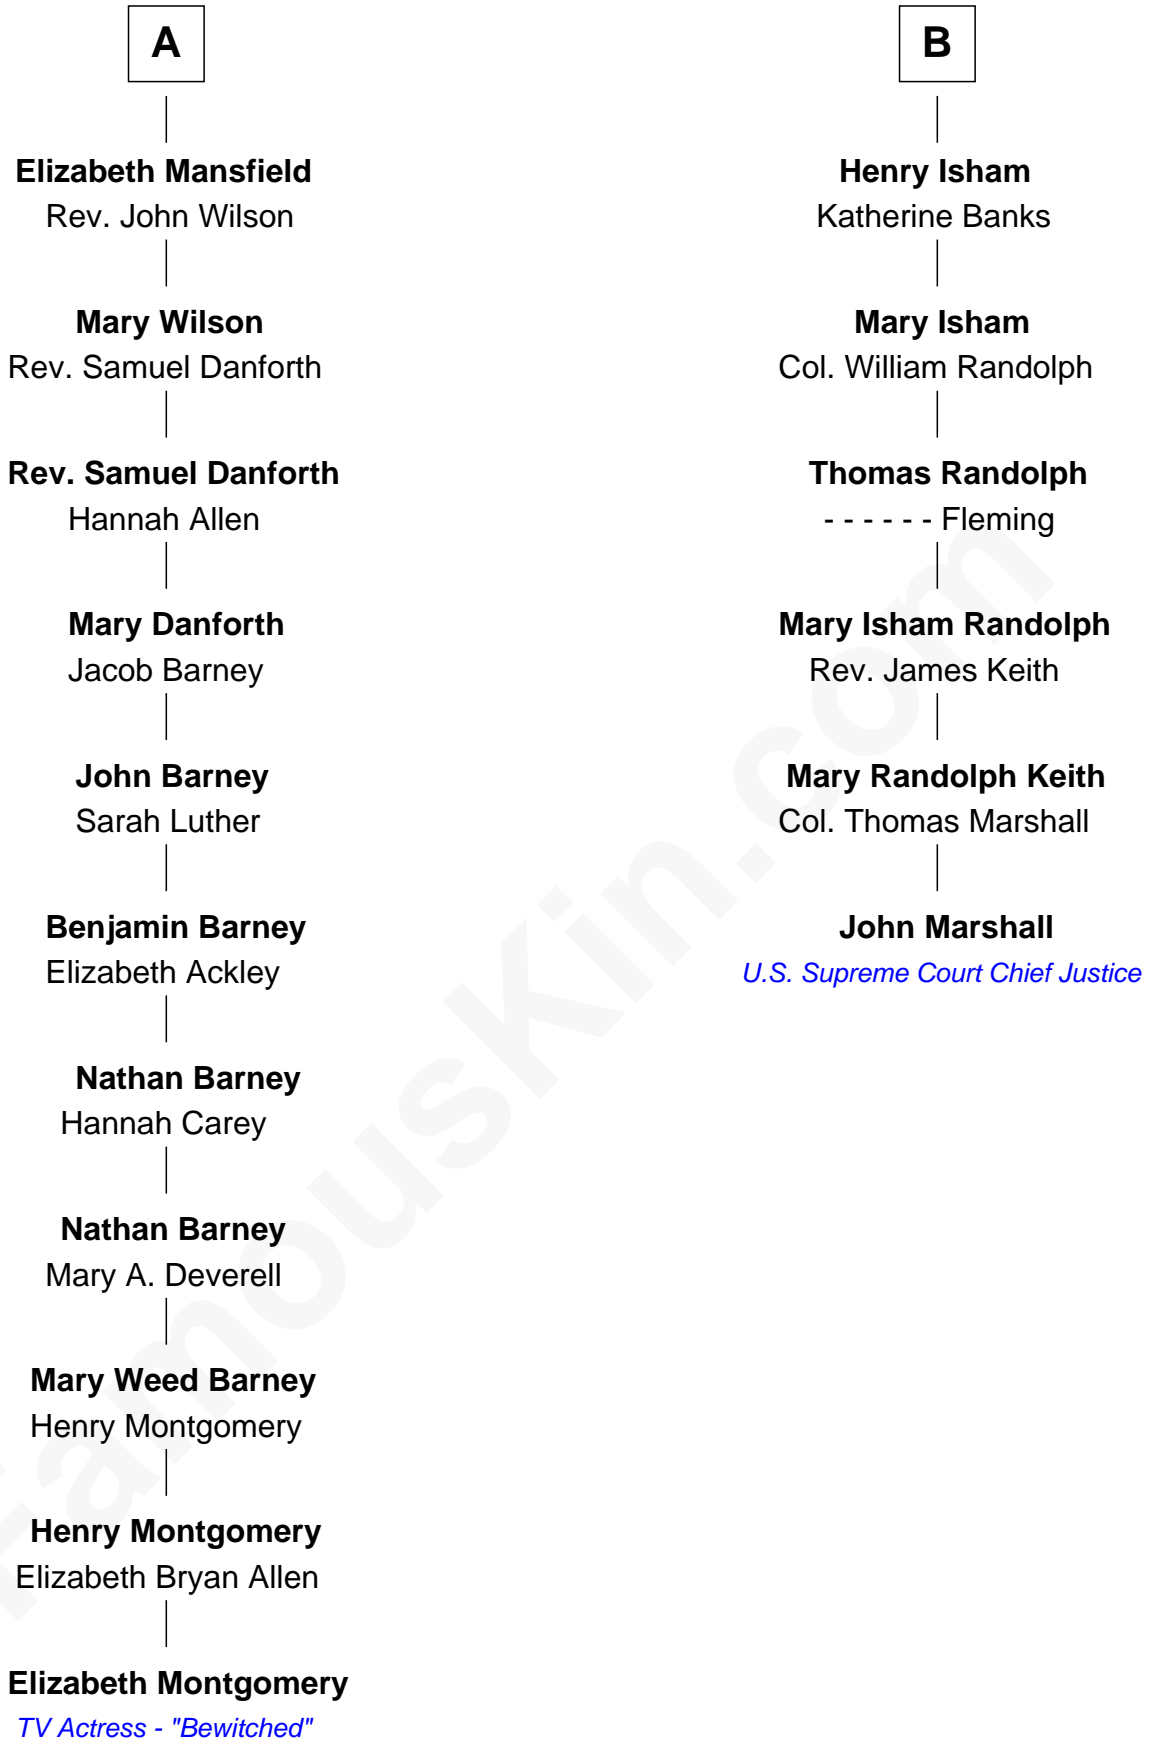 A
Elizabeth Mansfield
Rev. John Wilson
Mary Wilson
Rev. Samuel Danforth
Rev. Samuel Danforth
Hannah Allen
Mary Danforth
Jacob Barney
John Barney
Sarah Luther
Benjamin Barney
Elizabeth Ackley
Nathan Barney
Hannah Carey
Nathan Barney
Mary A. Deverell
Mary Weed Barney
Henry Montgomery
Henry Montgomery
Elizabeth Bryan Allen
Elizabeth Montgomery
TV Actress - "Bewitched"
B
Henry Isham
Katherine Banks
Mary Isham
Col. William Randolph
Thomas Randolph
- - - - - - Fleming
Mary Isham Randolph
Rev. James Keith
Mary Randolph Keith
Col. Thomas Marshall
John Marshall
U.S. Supreme Court Chief Justice
FamousKin.com